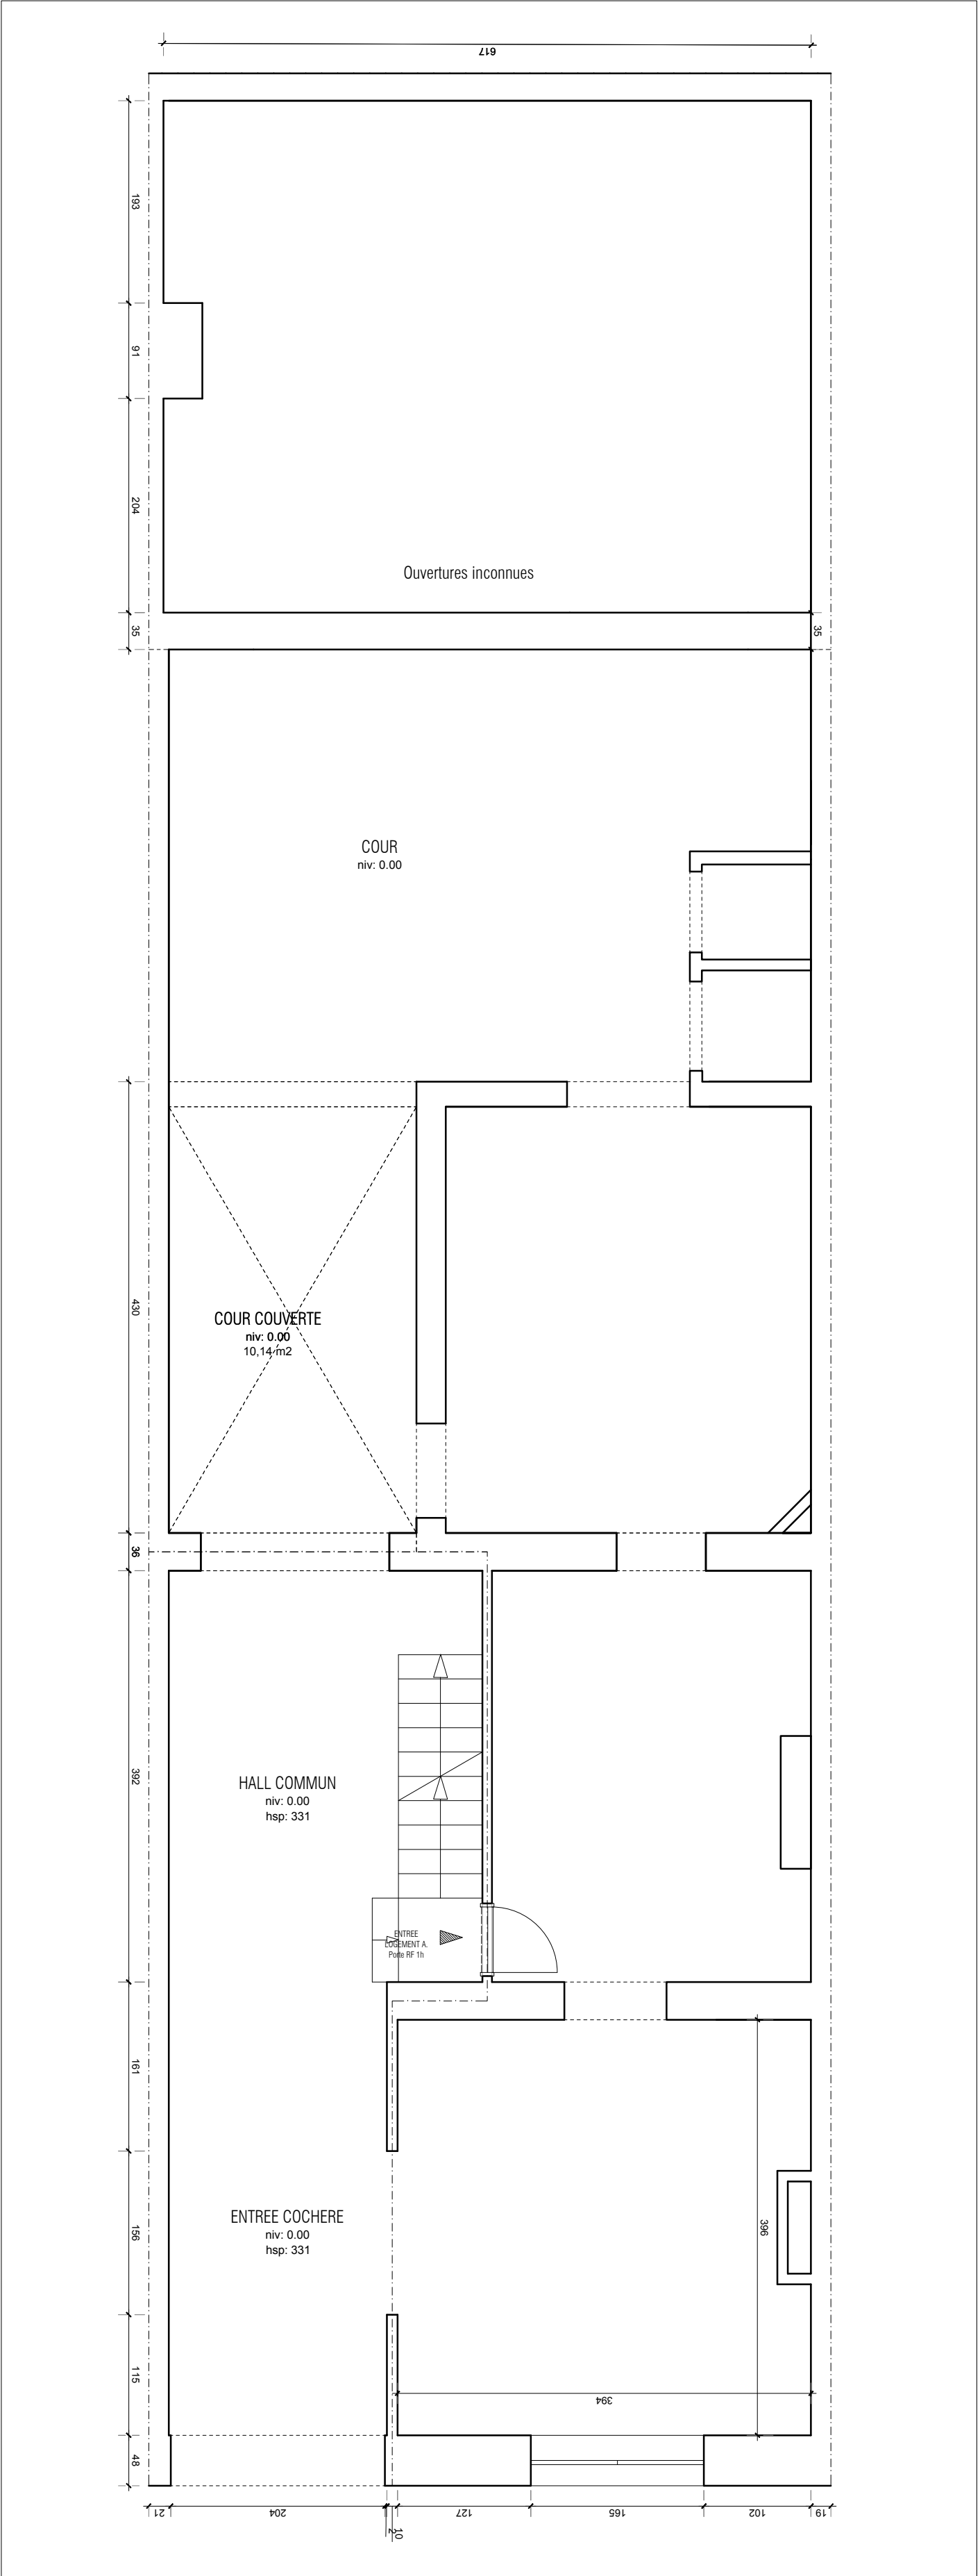 617
193
91
204
35
35
Ouvertures inconnues
COUR
niv: 0.00
430
COUR COUVERTE
niv: 0.00
10,14 m2
36
392
HALL COMMUN
niv: 0.00
hsp: 331
ENTREE
LOGEMENT A.
Porte RF 1h
161
156
ENTREE COCHERE
niv: 0.00
hsp: 331
396
115
394
48
21
204
2
10
127
165
102
19